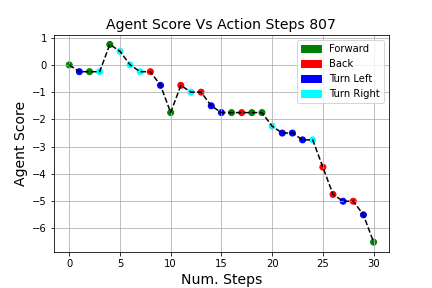 Agent Score Vs Action Steps 807
Forward
Back
Turn Left
Turn Right
Agent Score
1
0
−1
−2
−3
−4
−5
−6
0 5 10 15 20 25 30
Num. Steps